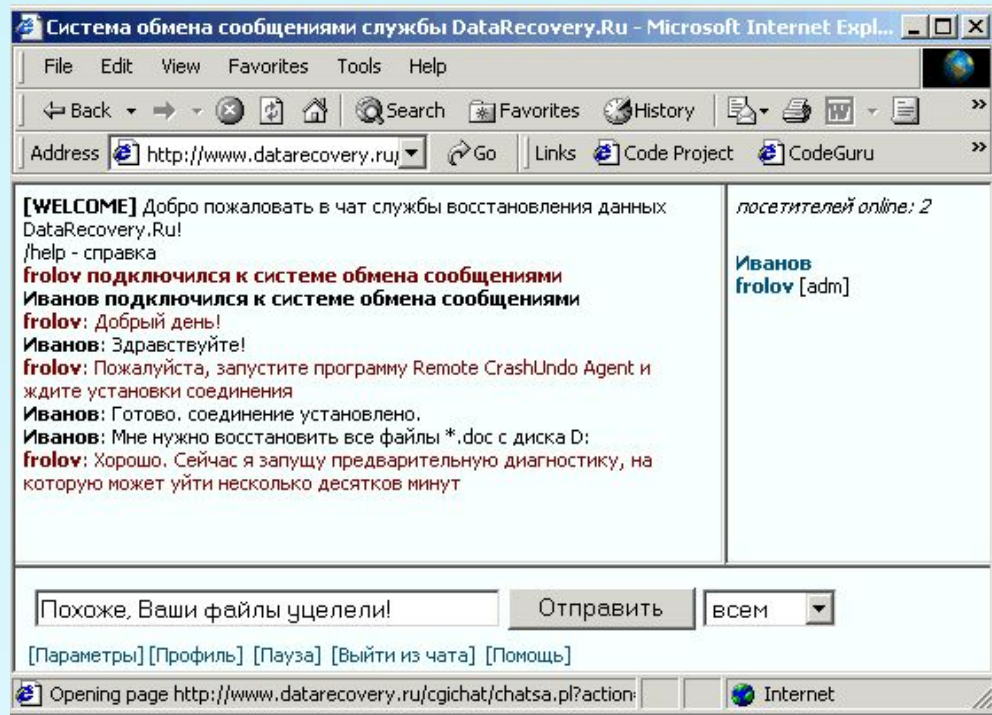 Система обмена сообщениями службы DataRecovery.Ru - Microsoft Internet Expl...
File Edit View Favorites Tools Help
Back Search Favorites History »
Address http://www.datarecovery.ru/ Go Links Code Project CodeGuru »
[WELCOME] Добро пожаловать в чат службы восстановления данных
DataRecovery.Ru!
/help - справка
frolov подключился к системе обмена сообщениями
Иванов подключился к системе обмена сообщениями
frolov: Добрый день!
Иванов: Здравствуйте!
frolov: Пожалуйста, запустите программу Remote CrashUndo Agent и
ждите установки соединения
Иванов: Готово. соединение установлено.
Иванов: Мне нужно восстановить все файлы *.doc с диска D:
frolov: Хорошо. Сейчас я запущу предварительную диагностику, на
которую может уйти несколько десятков минут
посетителей online: 2
Иванов
frolov [adm]
Похоже, Ваши файлы уцелели! Отправить всем
[Параметры] [Профиль] [Пауза] [Выйти из чата] [Помощь]
Opening page http://www.datarecovery.ru/cgichat/chatsa.pl?action Internet